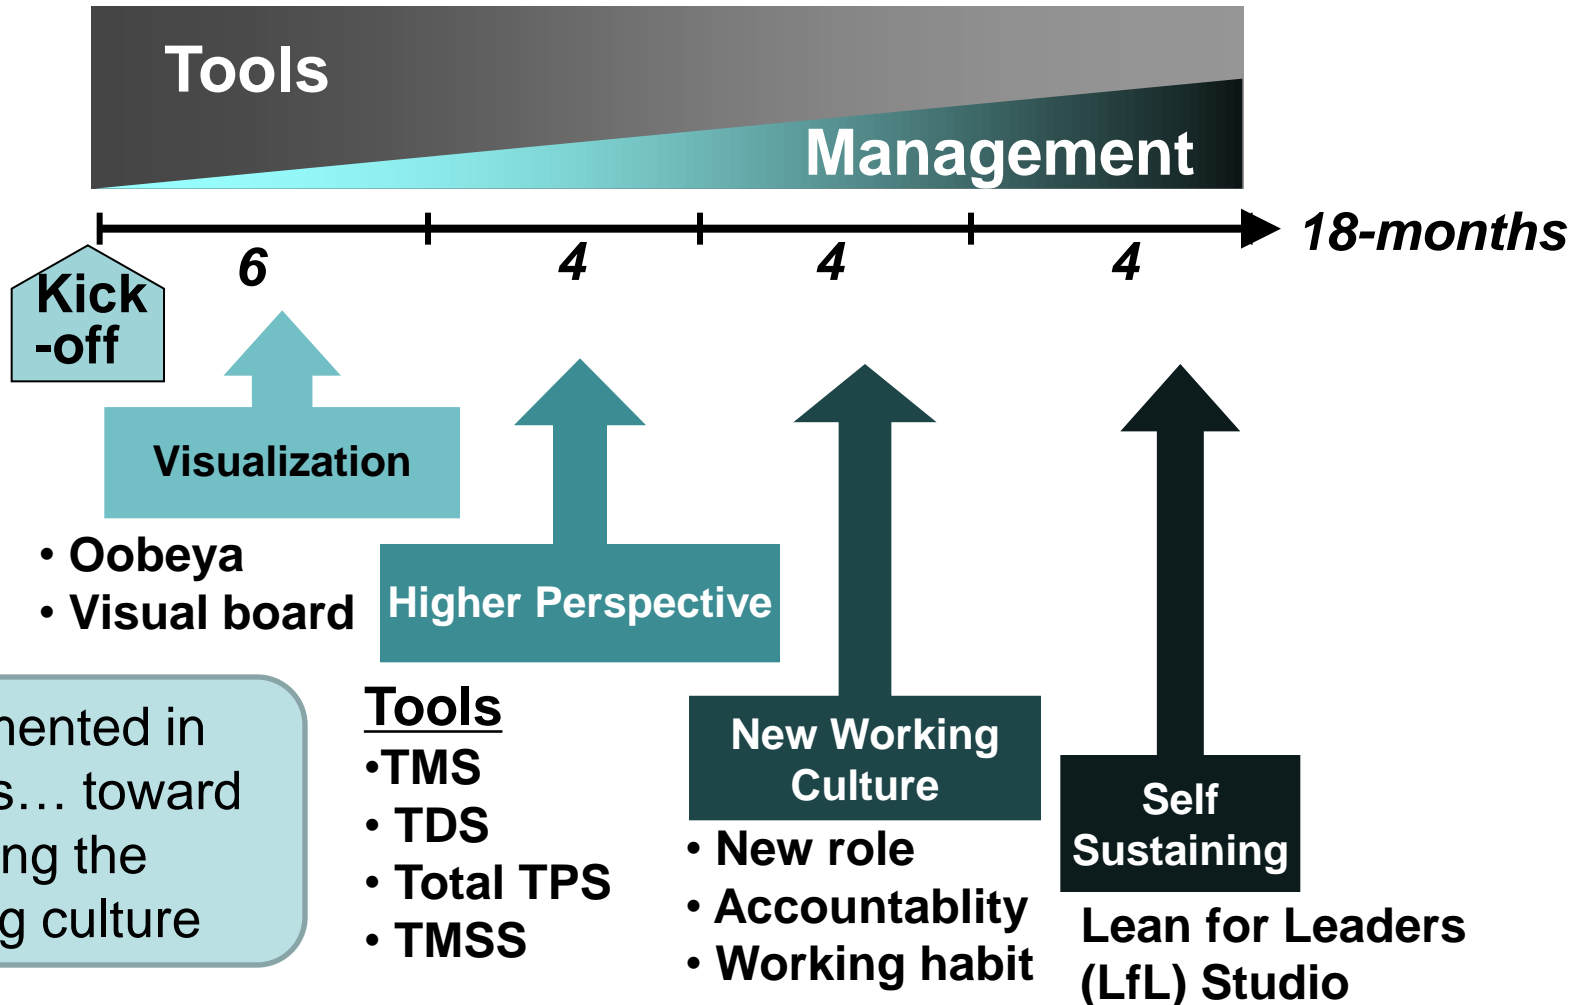 Tools
Management
18-months
6
4
4
4
Kick
-off
Visualization
• Oobeya
• Visual board
Higher Perspective
Tools
•TMS
• TDS
• Total TPS
• TMSS
New Working
Culture
• New role
• Accountablity
• Working habit
Self
Sustaining
Lean for Leaders
(LfL) Studio
in
toward
the
culture